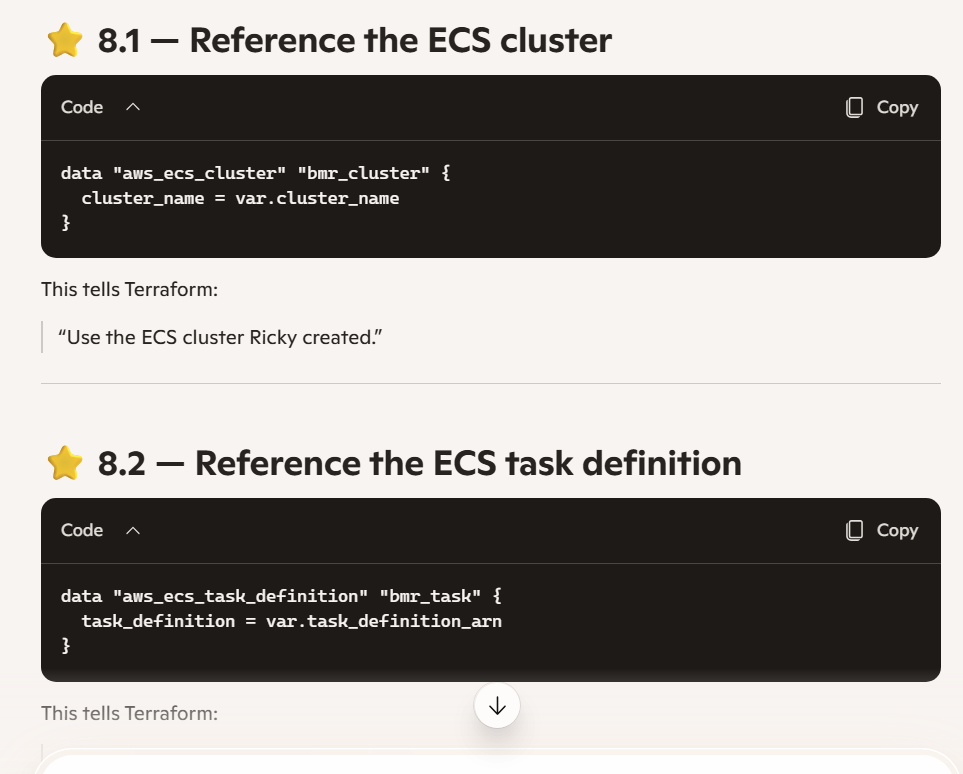 ⭐ 8.1 — Reference the ECS cluster
Code
Copy
data "aws_ecs_cluster" "bmr_cluster" {
  cluster_name = var.cluster_name
}
This tells Terraform:
“Use the ECS cluster Ricky created.”
⭐ 8.2 — Reference the ECS task definition
Code
Copy
data "aws_ecs_task_definition" "bmr_task" {
  task_definition = var.task_definition_arn
}
This tells Terraform: